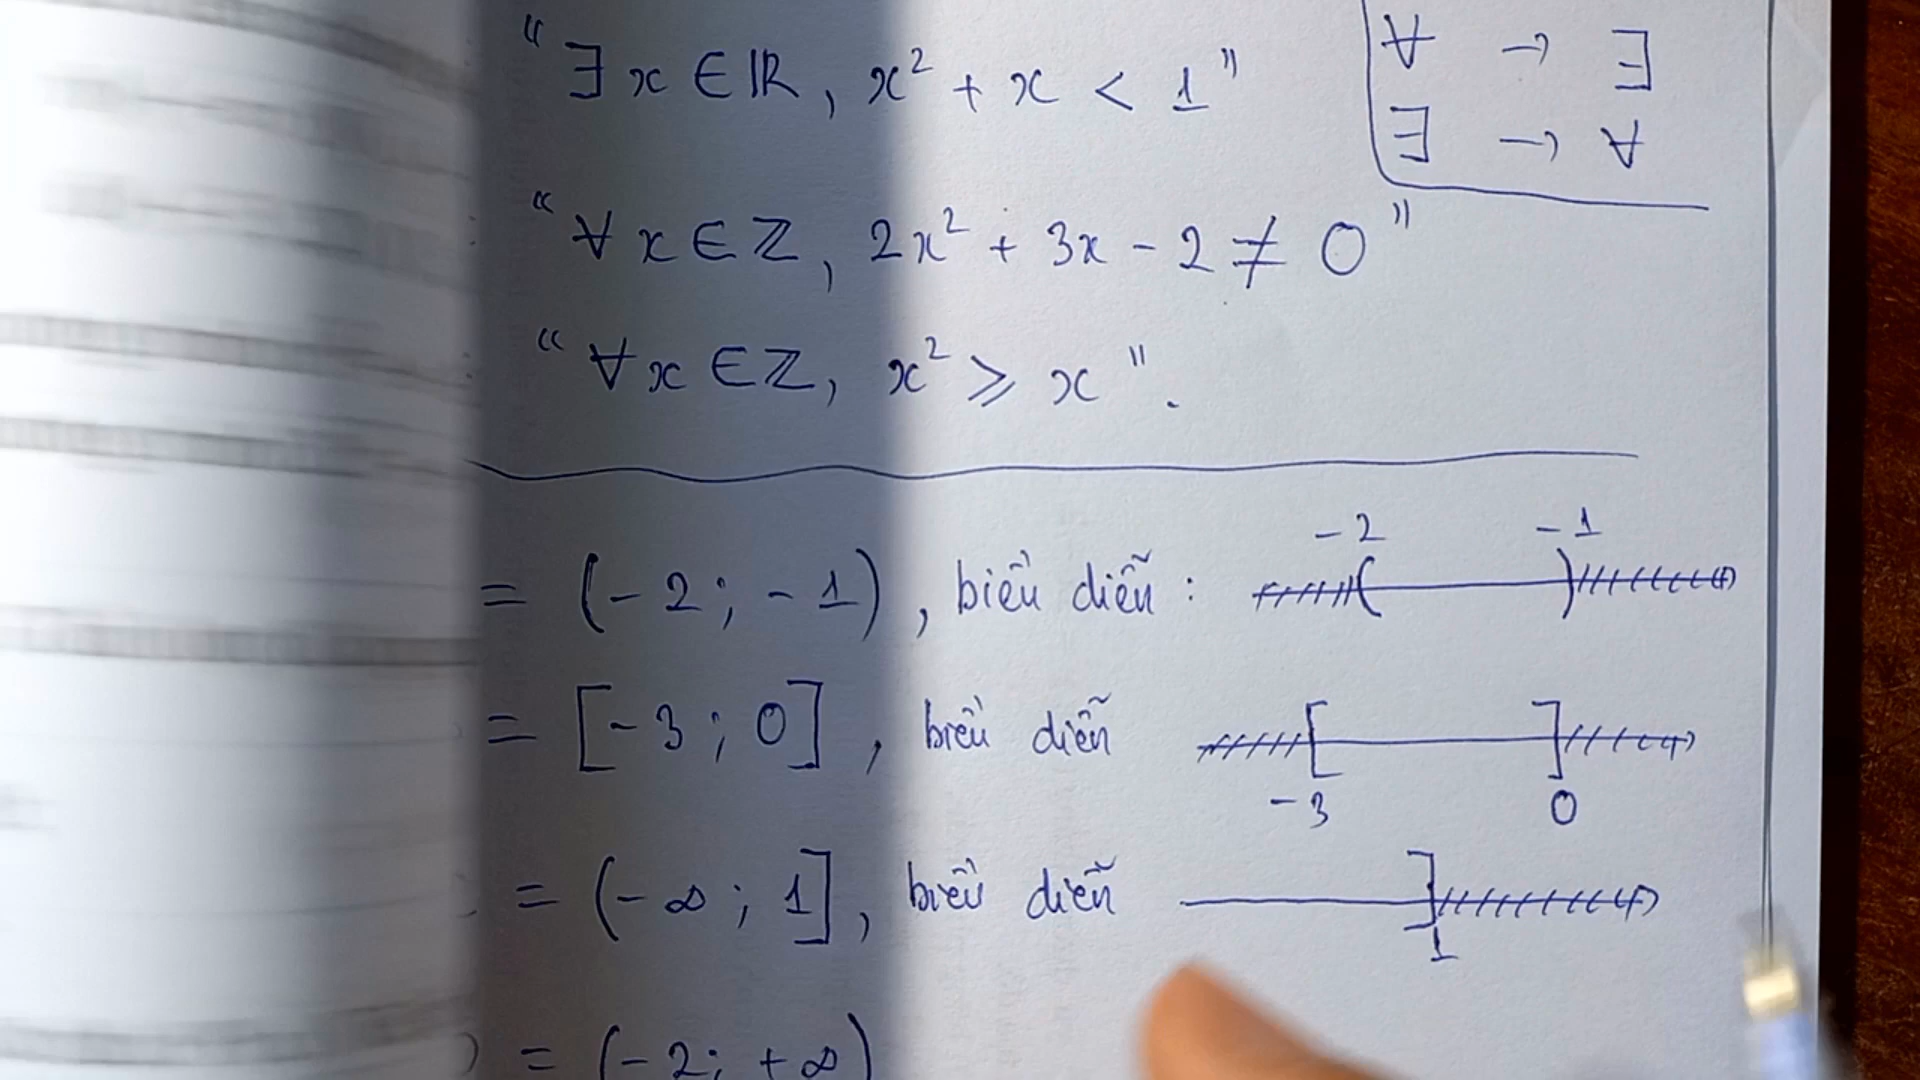 "∃x ∈ ℝ, x² + x < 1"
∀ → ∃
∃ → ∀
"∀x ∈ ℤ, 2x² + 3x - 2 ≠ 0"
"∀x ∈ ℤ, x² ⩾ x".
= (-2; -1), biểu diễn: -2 ( -1 )
= [-3; 0], biểu diễn [ -3 ] 0
= (-∞; 1], biểu diễn ] 1
= (-2; +∞)